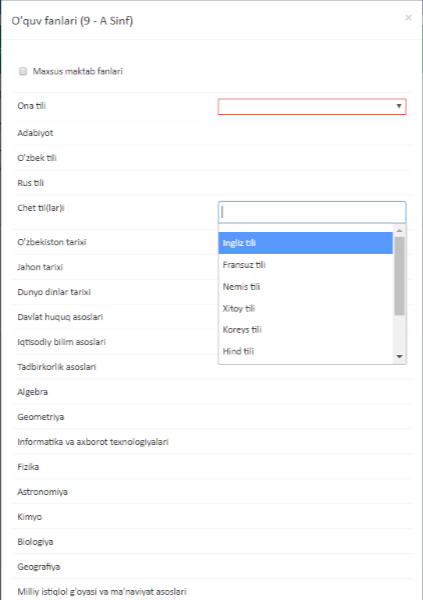 O'quv fanlari (9 - A Sinf)
×
Maxsus maktab fanlari
Ona tili
Adabiyot
O'zbek tili
Rus tili
Chet til(lar)i
Ingliz tili
Fransuz tili
Nemis tili
Xitoy tili
Koreys tili
Hind tili
O'zbekiston tarixi
Jahon tarixi
Dunyo dinlar tarixi
Davlat huquq asoslari
Iqtisodiy bilim asoslari
Tadbirkorlik asoslari
Algebra
Geometriya
Informatika va axborot texnologiyalari
Fizika
Astronomiya
Kimyo
Biologiya
Geografiya
Milliy istiqlol g'oyasi va ma'naviyat asoslari